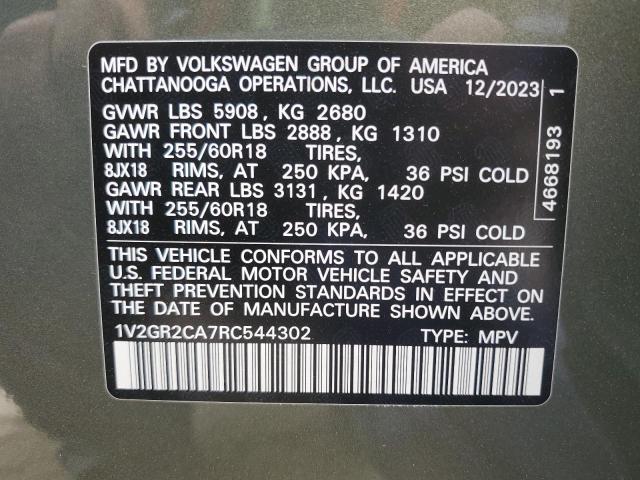 MFD BY VOLKSWAGEN GROUP OF AMERICA
CHATTANOOGA OPERATIONS, LLC. USA 12/2023
GVWR LBS 5908, KG 2680
GAWR FRONT LBS 2888, KG 1310
WITH 255/60R18 TIRES,
8JX18 RIMS, AT 250 KPA, 36 PSI COLD
GAWR REAR LBS 3131, KG 1420
WITH 255/60R18 TIRES,
8JX18 RIMS, AT 250 KPA, 36 PSI COLD
THIS VEHICLE CONFORMS TO ALL APPLICABLE
U.S. FEDERAL MOTOR VEHICLE SAFETY AND
THEFT PREVENTION STANDARDS IN EFFECT ON
THE DATE OF MANUFACTURE SHOWN ABOVE.
1V2GR2CA7RC544302 TYPE: MPV
4668193 1